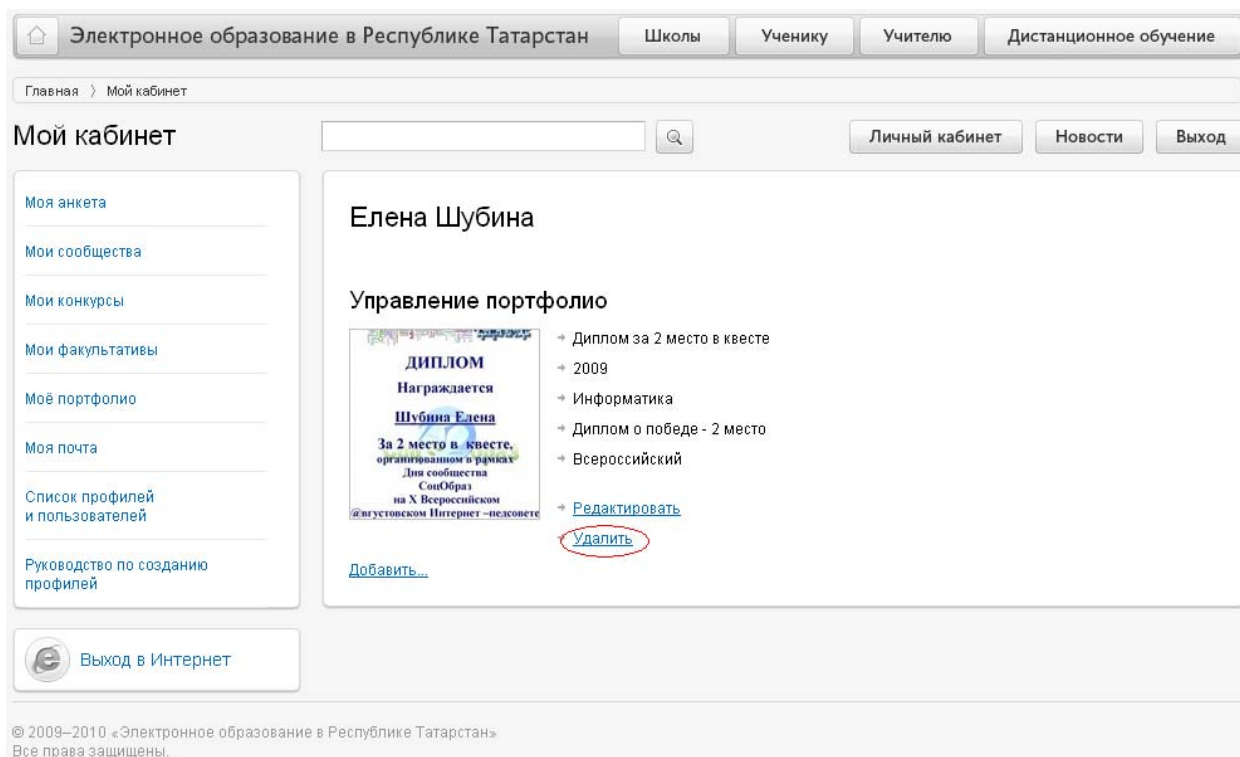 Электронное образование в Республике Татарстан
Школы
Ученику
Учителю
Дистанционное обучение
Главная 〉 Мой кабинет
Мой кабинет
Личный кабинет
Новости
Выход
Моя анкета
Мои сообщества
Мои конкурсы
Мои факультативы
Моё портфолио
Моя почта
Список профилей
и пользователей
Руководство по созданию
профилей
Выход в Интернет
Елена Шубина
Управление портфолио
ДИПЛОМ
Награждается
Шубина Елена
За 2 место в квесте,
организованном в рамках
Дня сообщества
СоцОбраз
на X Всероссийском
@вгустовском Интернет –педсовете
Диплом за 2 место в квесте
2009
Информатика
Диплом о победе - 2 место
Всероссийский
Редактировать
Удалить
Добавить...
© 2009–2010 «Электронное образование в Республике Татарстан»
Все права защищены.